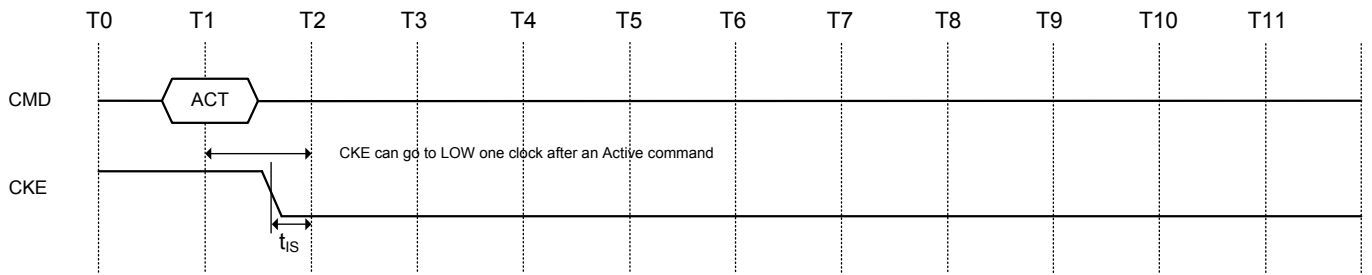 T0 T1 T2 T3 T4 T5 T6 T7 T8 T9 T10 T11
CMD ACT
CKE can go to LOW one clock after an Active command
CKE
tIS